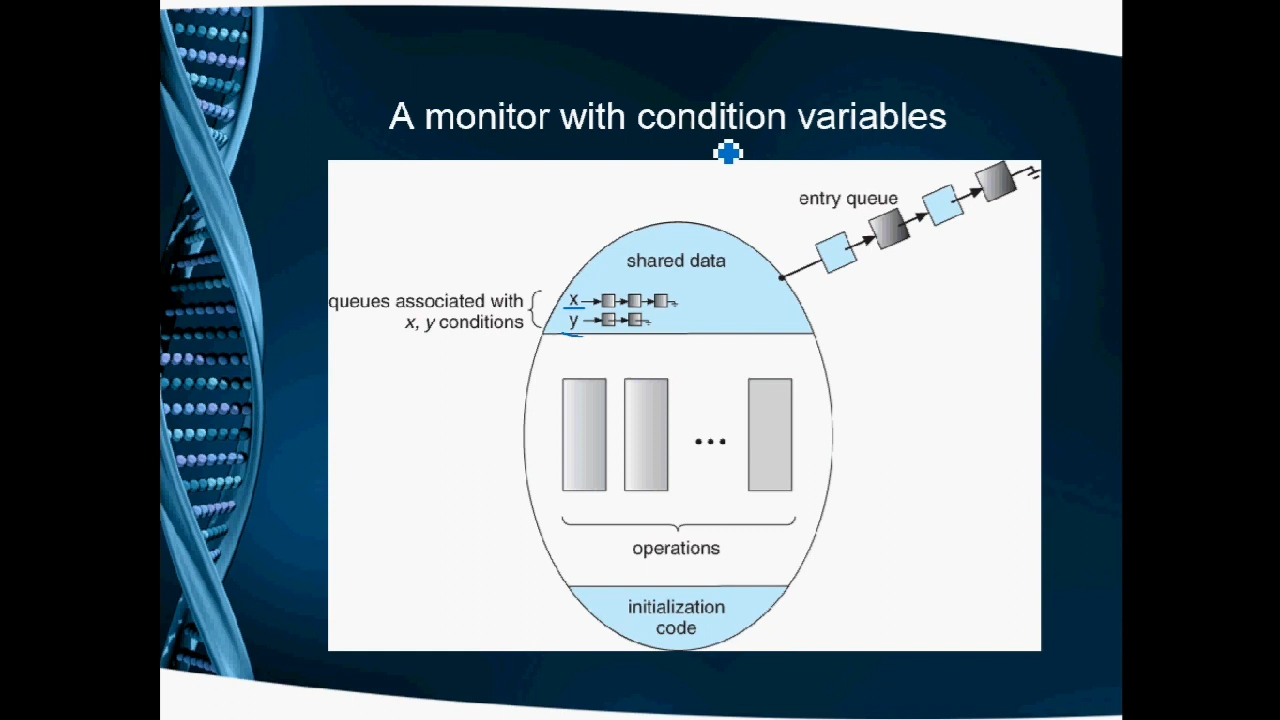 A monitor with condition variables
entry queue
shared data
queues associated with
x, y conditions
x
y
...
operations
initialization
code